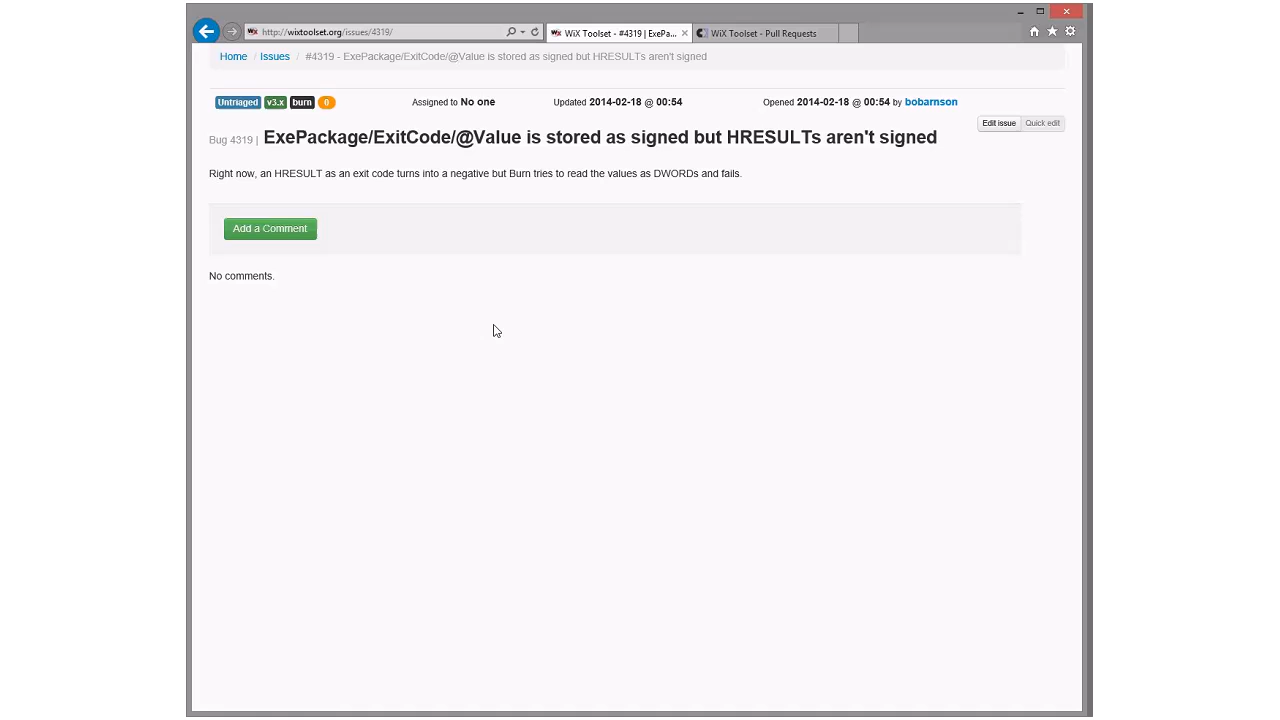 http://wixtoolset.org/issues/4319/
WiX Toolset - #4319 | ExePa...
WiX Toolset - Pull Requests
Home / Issues / #4319 - ExePackage/ExitCode/@Value is stored as signed but HRESULTs aren't signed
Untriaged v3.x burn 0 Assigned to No one Updated 2014-02-18 @ 00:54 Opened 2014-02-18 @ 00:54 by bobarnson
Edit issue Quick edit
Bug 4319 | ExePackage/ExitCode/@Value is stored as signed but HRESULTs aren't signed
Right now, an HRESULT as an exit code turns into a negative but Burn tries to read the values as DWORDs and fails.
Add a Comment
No comments.